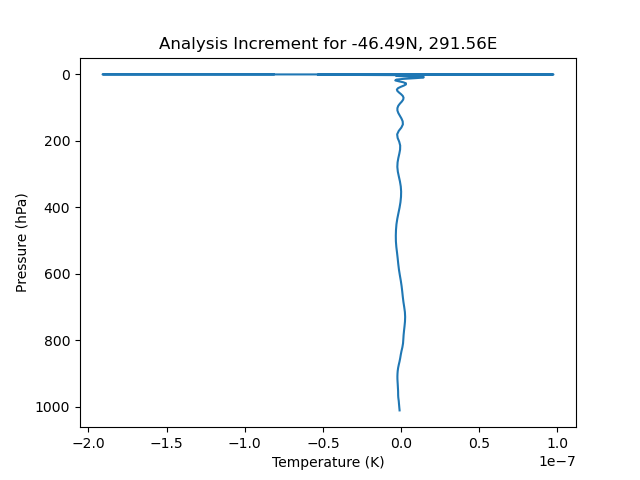 Analysis Increment for -46.49N, 291.56E
Pressure (hPa)
0
200
400
600
800
1000
−2.0 −1.5 −1.0 −0.5 0.0 0.5 1.0
1e−7
Temperature (K)